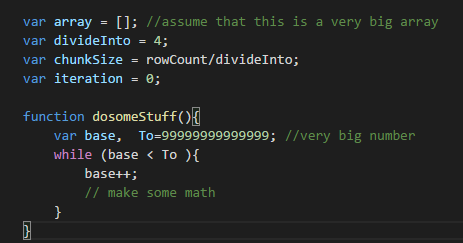 var array = []; //assume that this is a very big array
var divideInto = 4;
var chunkSize = rowCount/divideInto;
var iteration = 0;
function dosomeStuff(){
var base,  To=99999999999999; //very big number
while (base < To ){
base++;
// make some math
}
}